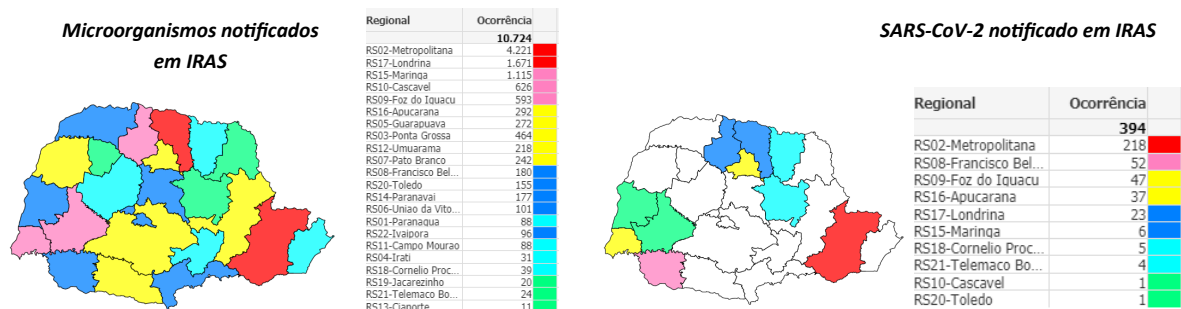 Microorganismos notificados
em IRAS
Regional Ocorrência
10.724
RS02-Metropolitana 4.221
RS17-Londrina 1.671
RS15-Maringa 1.115
RS10-Cascavel 626
RS09-Foz do Iguacu 593
RS16-Apucarana 292
RS05-Guarapuava 272
RS03-Ponta Grossa 464
RS12-Umuarama 218
RS07-Pato Branco 242
RS08-Francisco Bel... 180
RS20-Toledo 155
RS14-Paranavai 177
RS06-Uniao da Vito... 101
RS01-Paranagua 88
RS22-Ivaipora 96
RS11-Campo Mourao 88
RS04-Irati 31
RS18-Cornelio Proc... 39
RS19-Jacarezinho 20
RS21-Telemaco Bo... 24
RS13-Cianorte 11
SARS-CoV-2 notificado em IRAS
Regional Ocorrência
394
RS02-Metropolitana 218
RS08-Francisco Bel... 52
RS09-Foz do Iguacu 47
RS16-Apucarana 37
RS17-Londrina 23
RS15-Maringa 6
RS18-Cornelio Proc... 5
RS21-Telemaco Bo... 4
RS10-Cascavel 1
RS20-Toledo 1